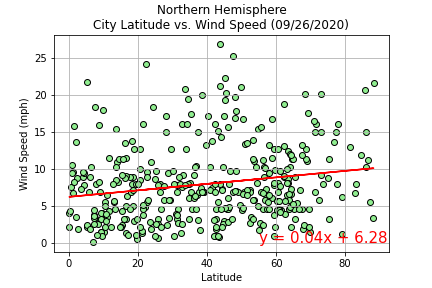 Northern Hemisphere
City Latitude vs. Wind Speed (09/26/2020)
Wind Speed (mph)
25
20
15
10
5
0
y = 0.04x + 6.28
0 20 40 60 80
Latitude